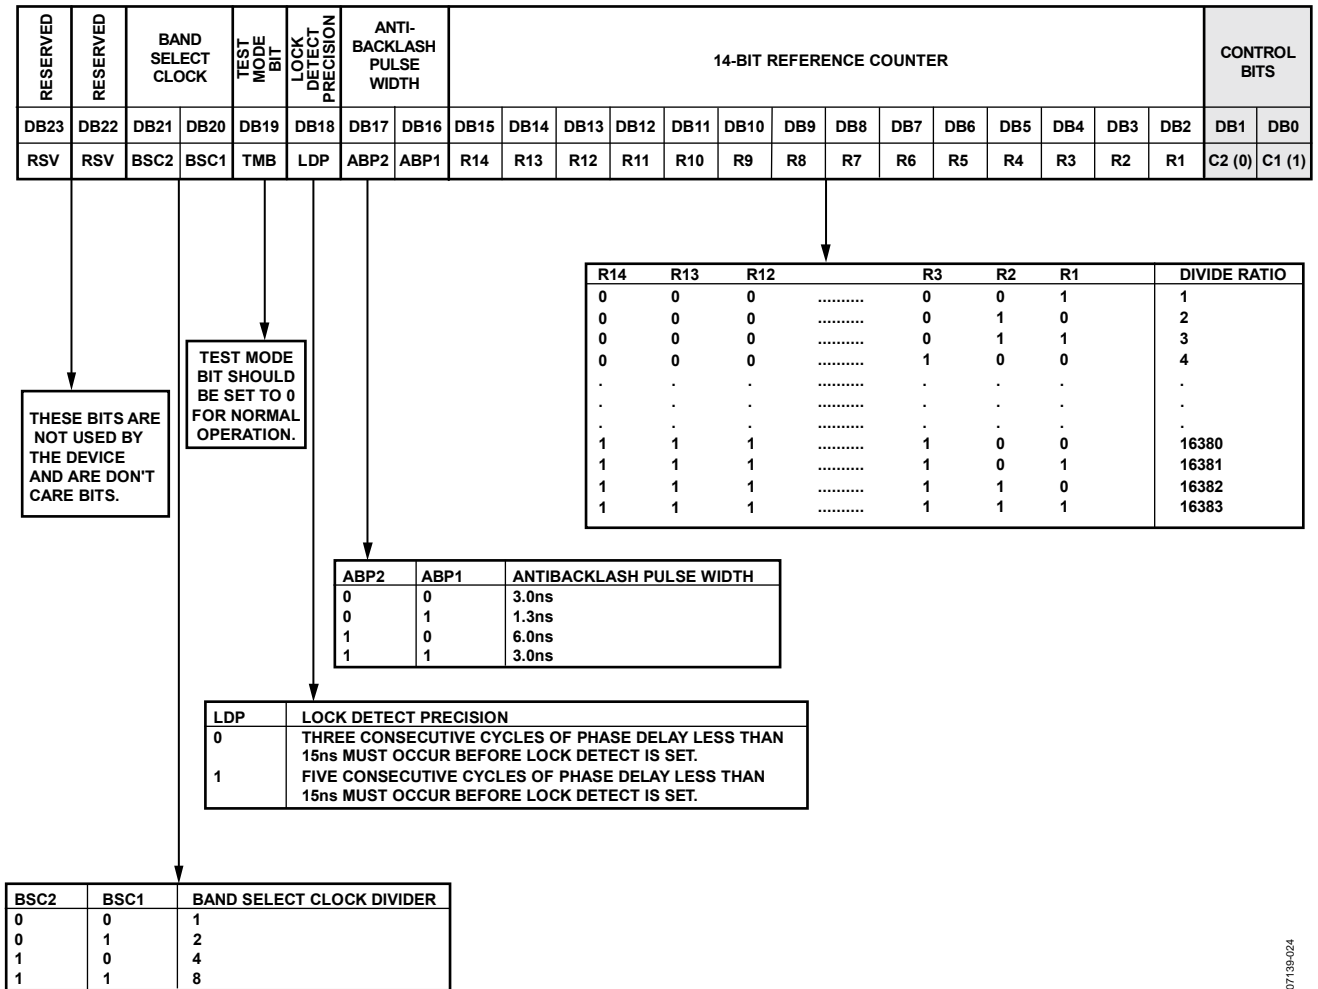 RESERVED
RESERVED
BAND
SELECT
CLOCK
TEST
MODE
BIT
LOCK
DETECT
PRECISION
ANTI-
BACKLASH
PULSE
WIDTH
14-BIT REFERENCE COUNTER
CONTROL
BITS
DB23 DB22 DB21 DB20 DB19 DB18 DB17 DB16 DB15 DB14 DB13 DB12 DB11 DB10 DB9 DB8 DB7 DB6 DB5 DB4 DB3 DB2 DB1 DB0
RSV RSV BSC2 BSC1 TMB LDP ABP2 ABP1 R14 R13 R12 R11 R10 R9 R8 R7 R6 R5 R4 R3 R2 R1 C2 (0) C1 (1)
R14 R13 R12 R3 R2 R1 DIVIDE RATIO
0 0 0 .......... 0 0 1 1
0 0 0 .......... 0 1 0 2
0 0 0 .......... 0 1 1 3
0 0 0 .......... 1 0 0 4
. . . .......... . . . .
. . . .......... . . . .
. . . .......... . . . .
1 1 1 .......... 1 0 0 16380
1 1 1 .......... 1 0 1 16381
1 1 1 .......... 1 1 0 16382
1 1 1 .......... 1 1 1 16383
TEST MODE
BIT SHOULD
BE SET TO 0
FOR NORMAL
OPERATION.
THESE BITS ARE
NOT USED BY
THE DEVICE
AND ARE DON'T
CARE BITS.
ABP2 ABP1 ANTIBACKLASH PULSE WIDTH
0 0 3.0ns
0 1 1.3ns
1 0 6.0ns
1 1 3.0ns
LDP LOCK DETECT PRECISION
0 THREE CONSECUTIVE CYCLES OF PHASE DELAY LESS THAN
15ns MUST OCCUR BEFORE LOCK DETECT IS SET.
1 FIVE CONSECUTIVE CYCLES OF PHASE DELAY LESS THAN
15ns MUST OCCUR BEFORE LOCK DETECT IS SET.
BSC2 BSC1 BAND SELECT CLOCK DIVIDER
0 0 1
0 1 2
1 0 4
1 1 8
07139-024